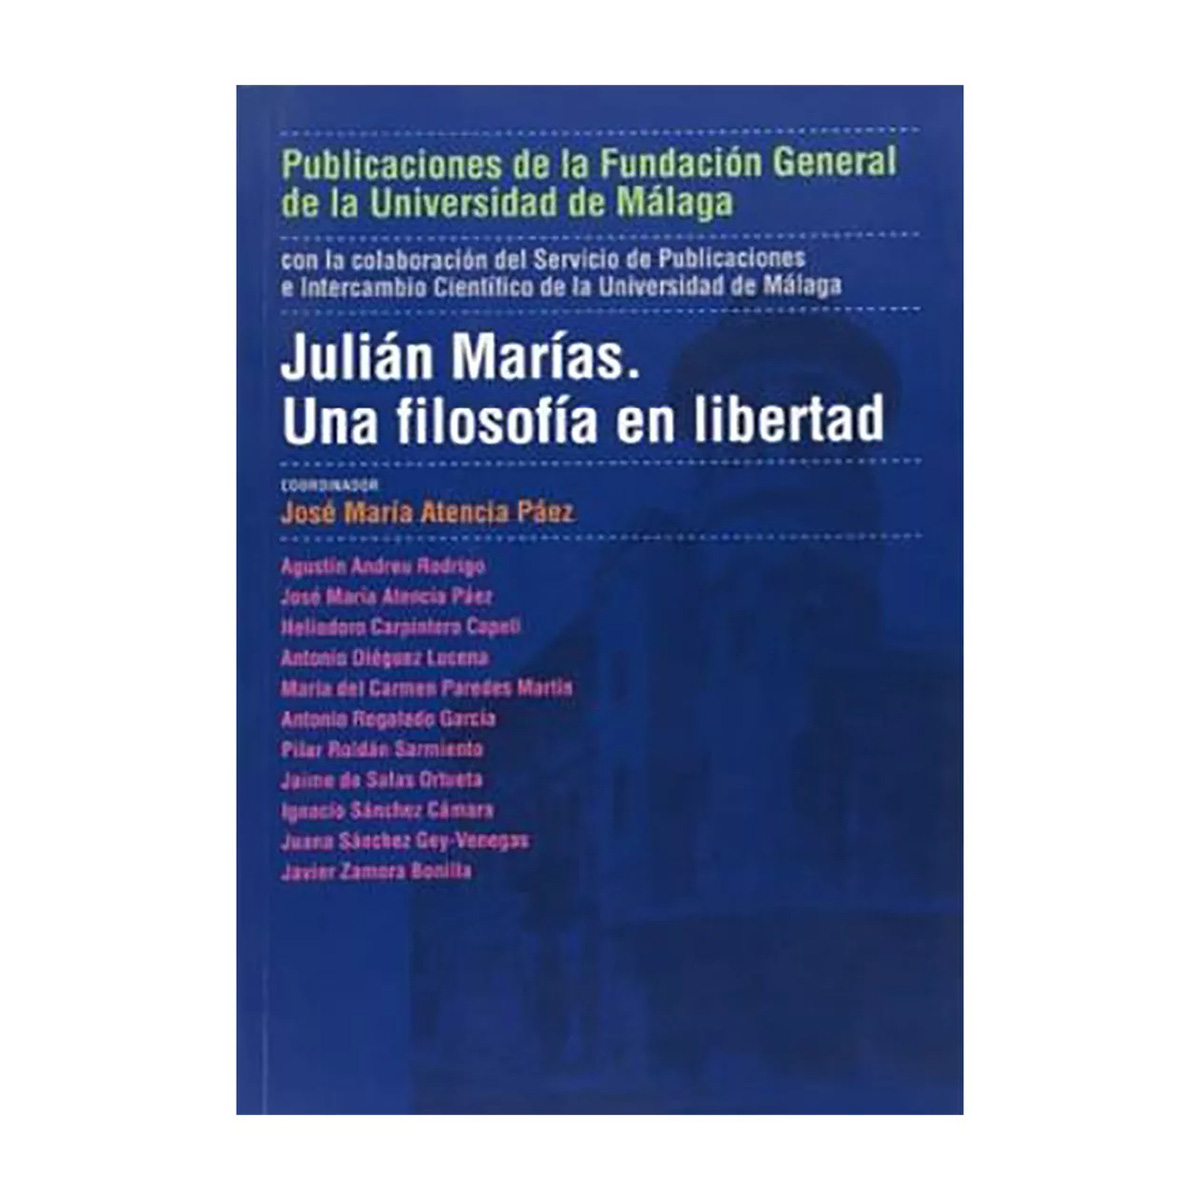 Publicaciones de la Fundación General
de la Universidad de Málaga
con la colaboración del Servicio de Publicaciones
e Intercambio Científico de la Universidad de Málaga
Julián Marías.
Una filosofía en libertad
COORDINADOR
José María Atencia Páez
Agustín Andreu Rodrigo
José María Atencia Páez
Heliodoro Carpintero Capell
Antonio Diéguez Lucena
María del Carmen Paredes Martín
Antonio Regalado García
Pilar Roldán Sarmiento
Jaime de Salas Ortueta
Ignacio Sánchez Cámara
Juana Sánchez Gey-Venegas
Javier Zamora Bonilla